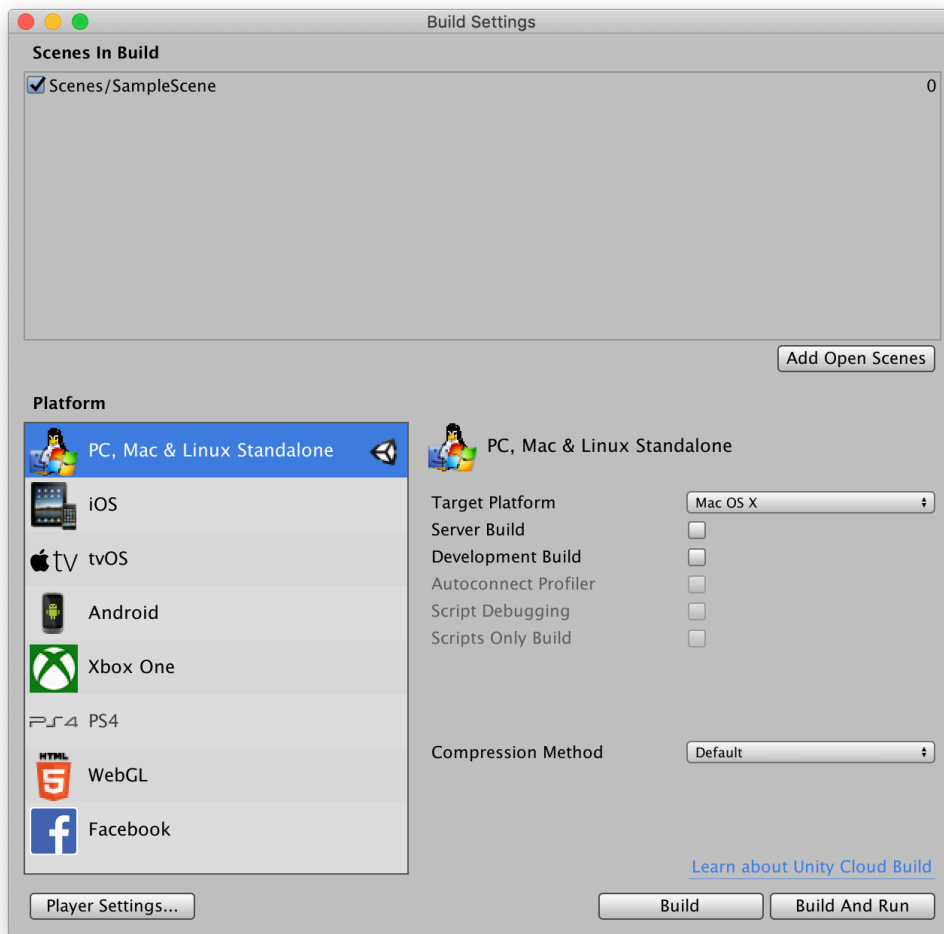 Build Settings
Scenes In Build
Scenes/SampleScene 0
Add Open Scenes
Platform
PC, Mac & Linux Standalone
iOS
tv tvOS
Android
Xbox One
PS4 PS4
HTML
5 WebGL
f Facebook
PC, Mac & Linux Standalone
Target Platform Mac OS X
Server Build
Development Build
Autoconnect Profiler
Script Debugging
Scripts Only Build
Compression Method Default
Learn about Unity Cloud Build
Player Settings... Build Build And Run